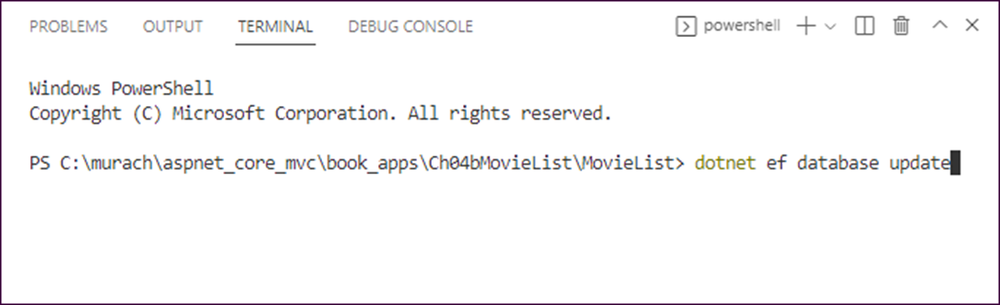 PROBLEMS OUTPUT TERMINAL DEBUG CONSOLE powershell
Windows PowerShell
Copyright (C) Microsoft Corporation. All rights reserved.
PS C:\murach\aspnet_core_mvc\book_apps\Ch04bMovieList\MovieList> dotnet ef database update